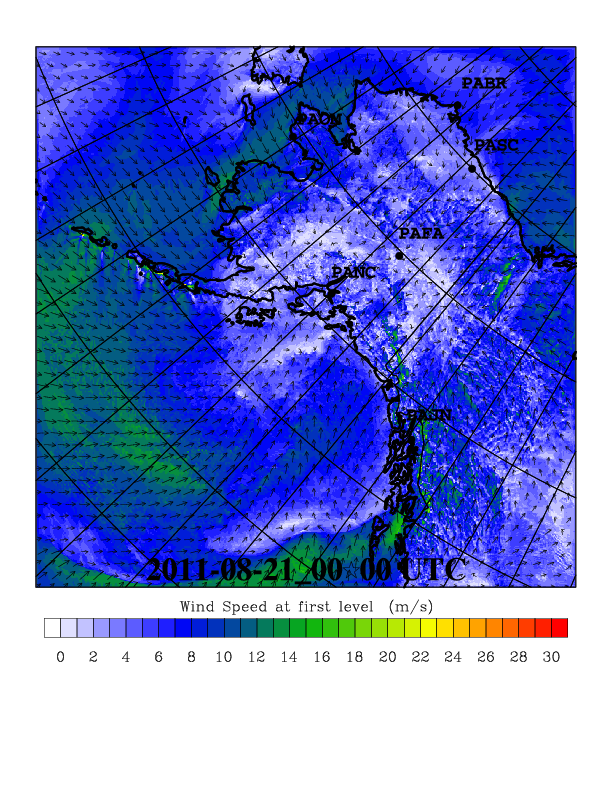 PABR
PAOM
PASC
PAFA
PANC
PASN
2011-08-21_00:00 UTC
Wind Speed at first level (m/s)
0 2 4 6 8 10 12 14 16 18 20 22 24 26 28 30